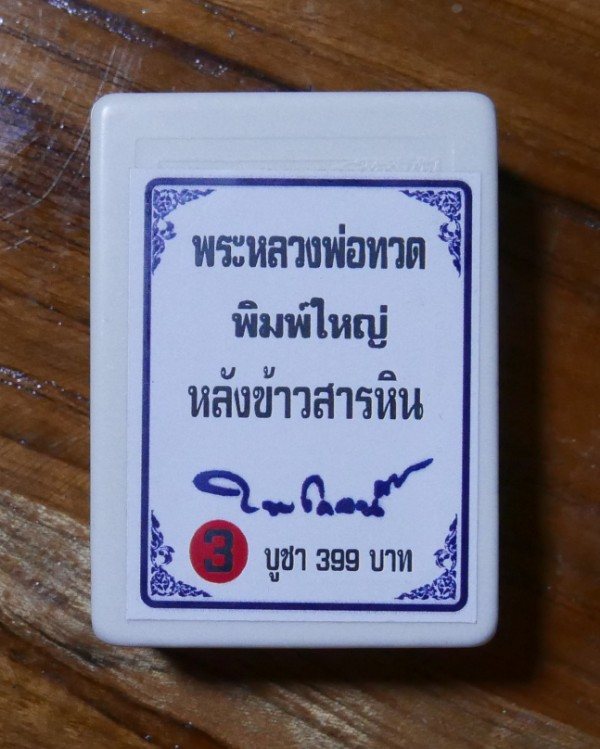 พระหลวงพ่อทวด
พิมพ์ใหญ่
หลังข้าวสารหิน
3 บูชา 399 บาท